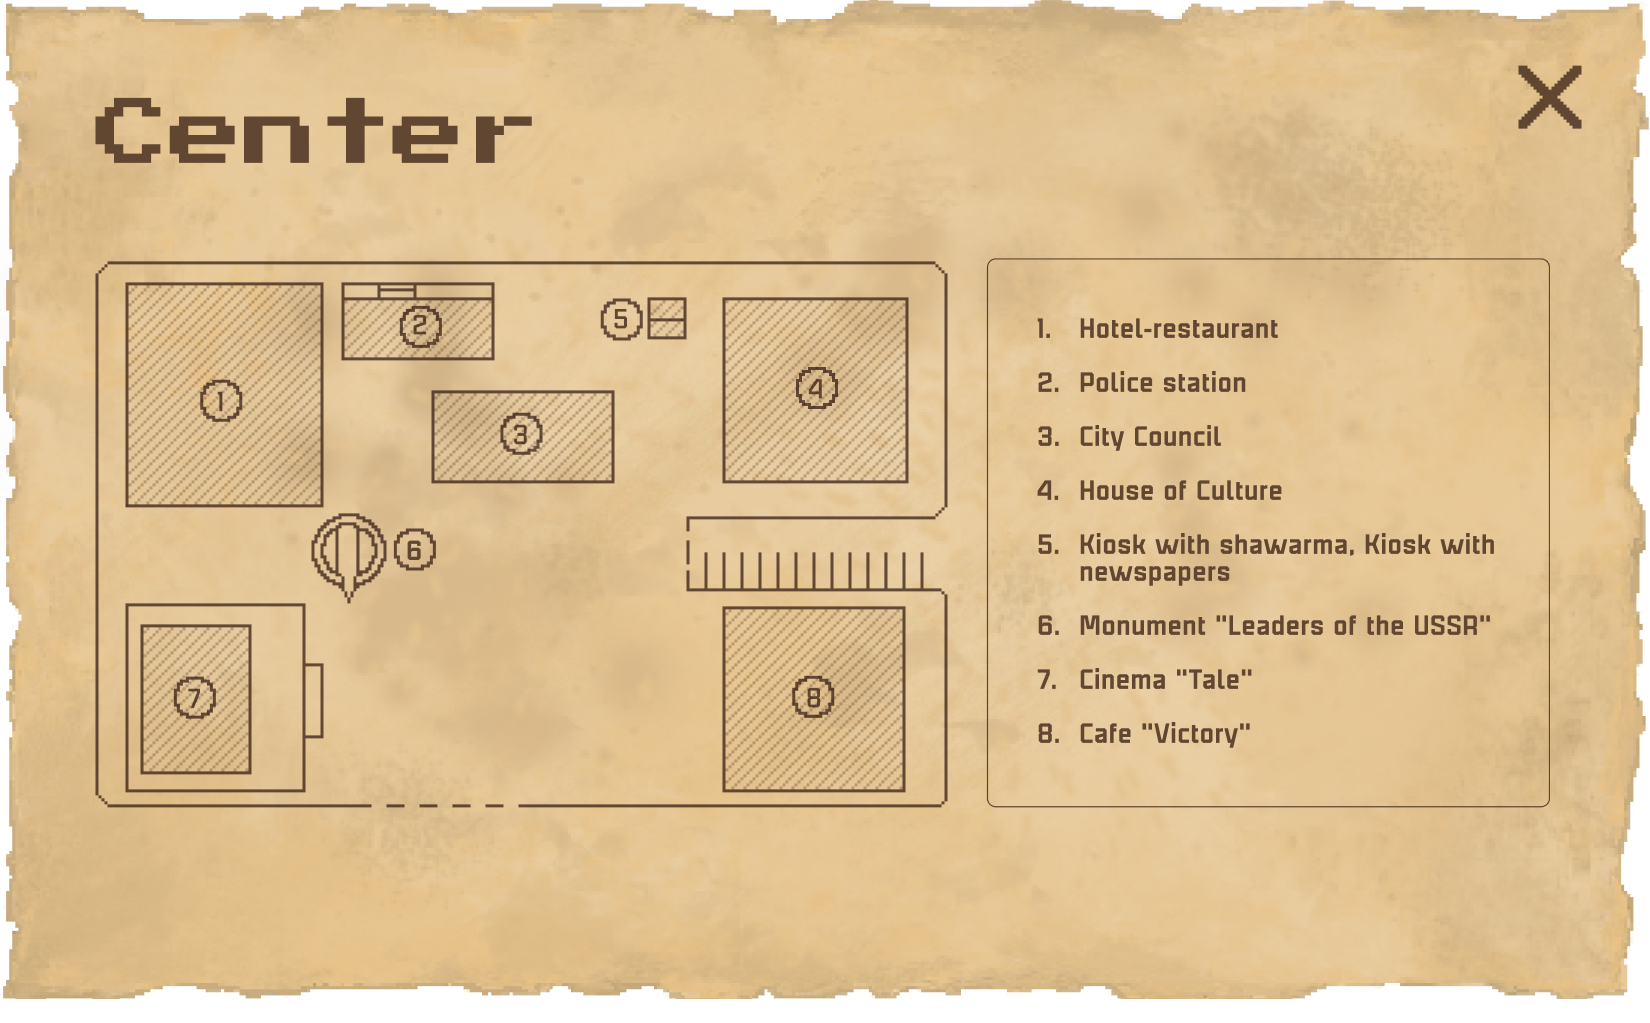 Center
1
2
5
4
3
6
7
8
1. Hotel-restaurant
2. Police station
3. City Council
4. House of Culture
5. Kiosk with shawarma, Kiosk with
newspapers
6. Monument "Leaders of the USSR"
7. Cinema "Tale"
8. Cafe "Victory"